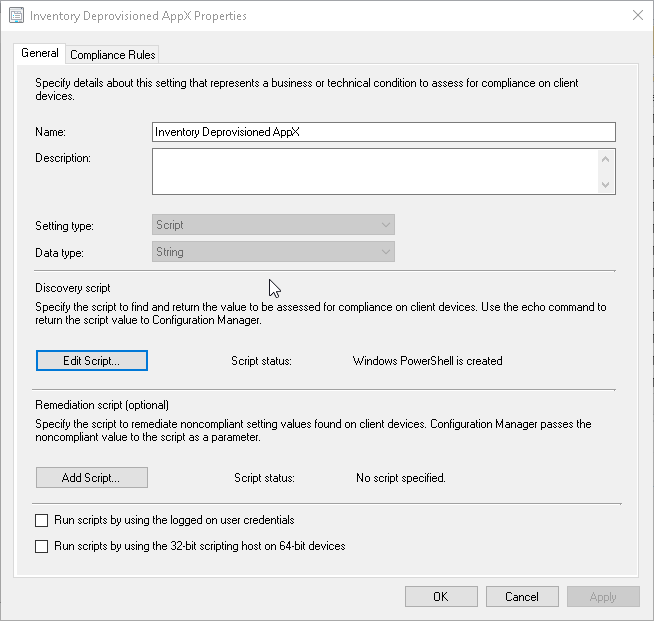 Inventory Deprovisioned AppX Properties
General
Compliance Rules
Specify details about this setting that represents a business or technical condition to assess for compliance on client
devices.
Name:
Inventory Deprovisioned AppX
Description:
Setting type:
Script
Data type:
String
Discovery script
Specify the script to find and return the value to be assessed for compliance on client devices. Use the echo command to
return the script value to Configuration Manager.
Edit Script...
Script status:
Windows PowerShell is created
Remediation script (optional)
Specify the script to remediate noncompliant setting values found on client devices. Configuration Manager passes the
noncompliant value to the script as a parameter.
Add Script...
Script status:
No script specified.
Run scripts by using the logged on user credentials
Run scripts by using the 32-bit scripting host on 64-bit devices
OK
Cancel
Apply